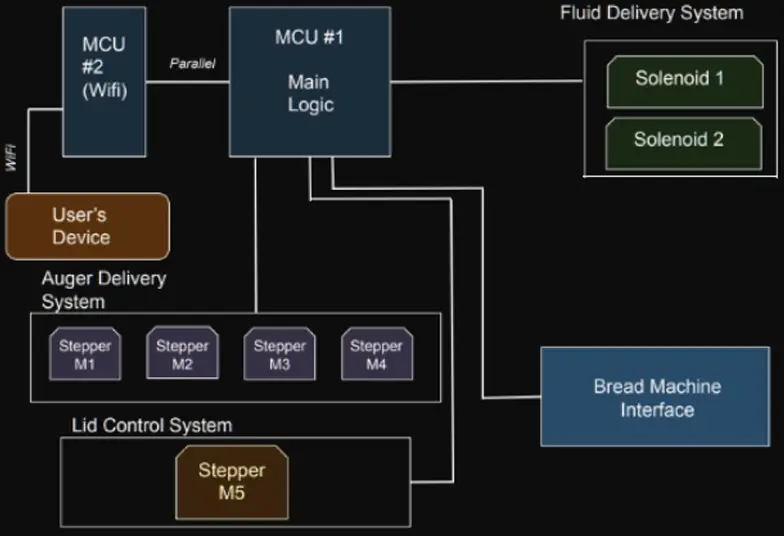 Fluid Delivery System
MCU
#2
(Wifi)
Parallel
MCU #1
Main
Logic
Solenoid 1
Solenoid 2
WiFi
User's
Device
Auger Delivery
System
Stepper
M1
Stepper
M2
Stepper
M3
Stepper
M4
Bread Machine
Interface
Lid Control System
Stepper
M5